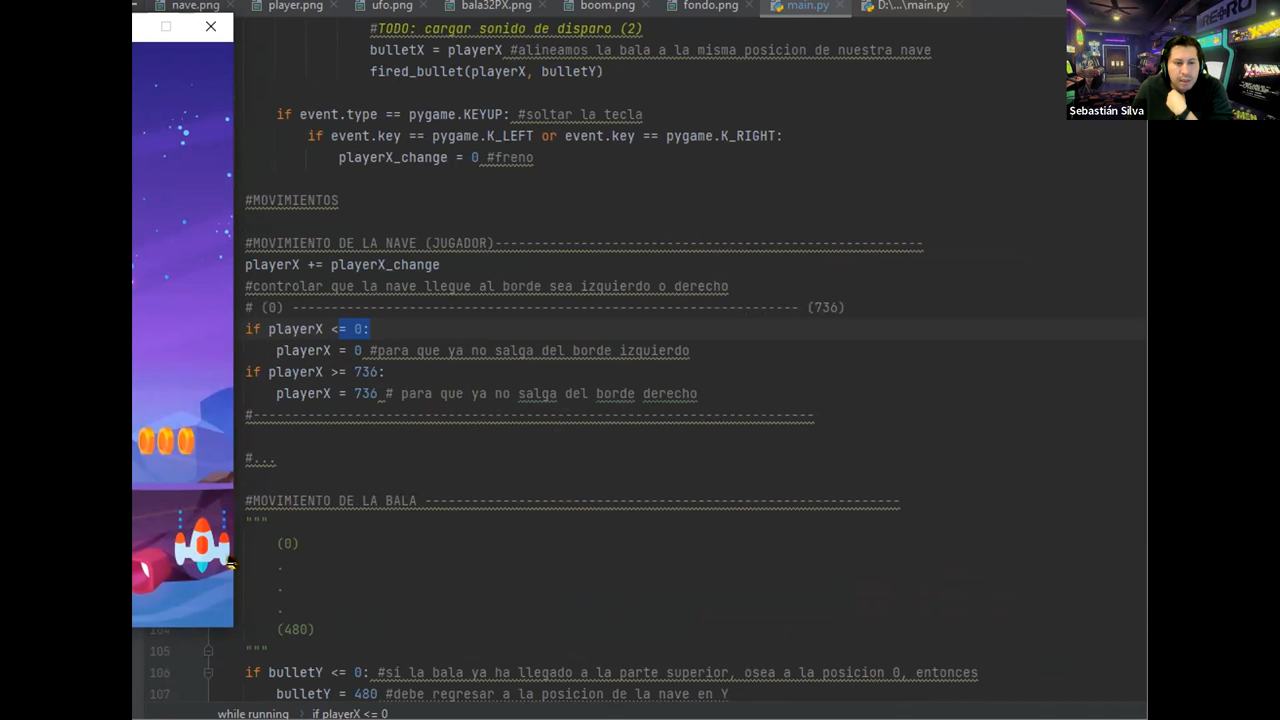 nave.png player.png ufo.png bala32PX.png boom.png fondo.png main.py D:\...\main.py
#TODO: cargar sonido de disparo (2)
bulletX = playerX #alineamos la bala a la misma posicion de nuestra nave
fired_bullet(playerX, bulletY)
if event.type == pygame.KEYUP: #soltar la tecla
if event.key == pygame.K_LEFT or event.key == pygame.K_RIGHT:
playerX_change = 0 #freno
#MOVIMIENTOS
#MOVIMIENTO DE LA NAVE (JUGADOR)-------------------------------------------------------
playerX += playerX_change
#controlar que la nave llegue al borde sea izquierdo o derecho
# (0) ----------------------------------------------------------------- (736)
if playerX <= 0:
playerX = 0 #para que ya no salga del borde izquierdo
if playerX >= 736:
playerX = 736 # para que ya no salga del borde derecho
#------------------------------------------------------------------------
#...
#MOVIMIENTO DE LA BALA -------------------------------------------------------------
"""
(0)
.
.
.
(480)
104
105 """
106 if bulletY <= 0: #si la bala ya ha llegado a la parte superior, osea a la posicion 0, entonces
107 bulletY = 480 #debe regresar a la posicion de la nave en Y
while running › if playerX <= 0
RETRO
X-MEN
Sebastián Silva